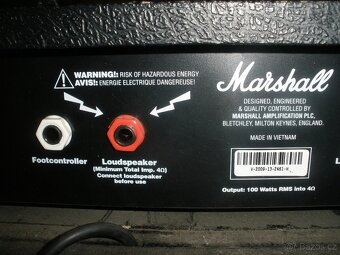 WARNING!: RISK OF HAZARDOUS ENERGY
AVIS!: ENERGIE ELECTRIQUE DANGEREUSE!
Footcontroller
Loudspeaker
(Minimum Total Imp. 4Ω)
Connect loudspeaker
before use
Marshall
DESIGNED, ENGINEERED
& QUALITY CONTROLLED BY
MARSHALL AMPLIFICATION PLC,
BLETCHLEY, MILTON KEYNES, ENGLAND.
MADE IN VIETNAM
Output: 100 Watts RMS into 4Ω